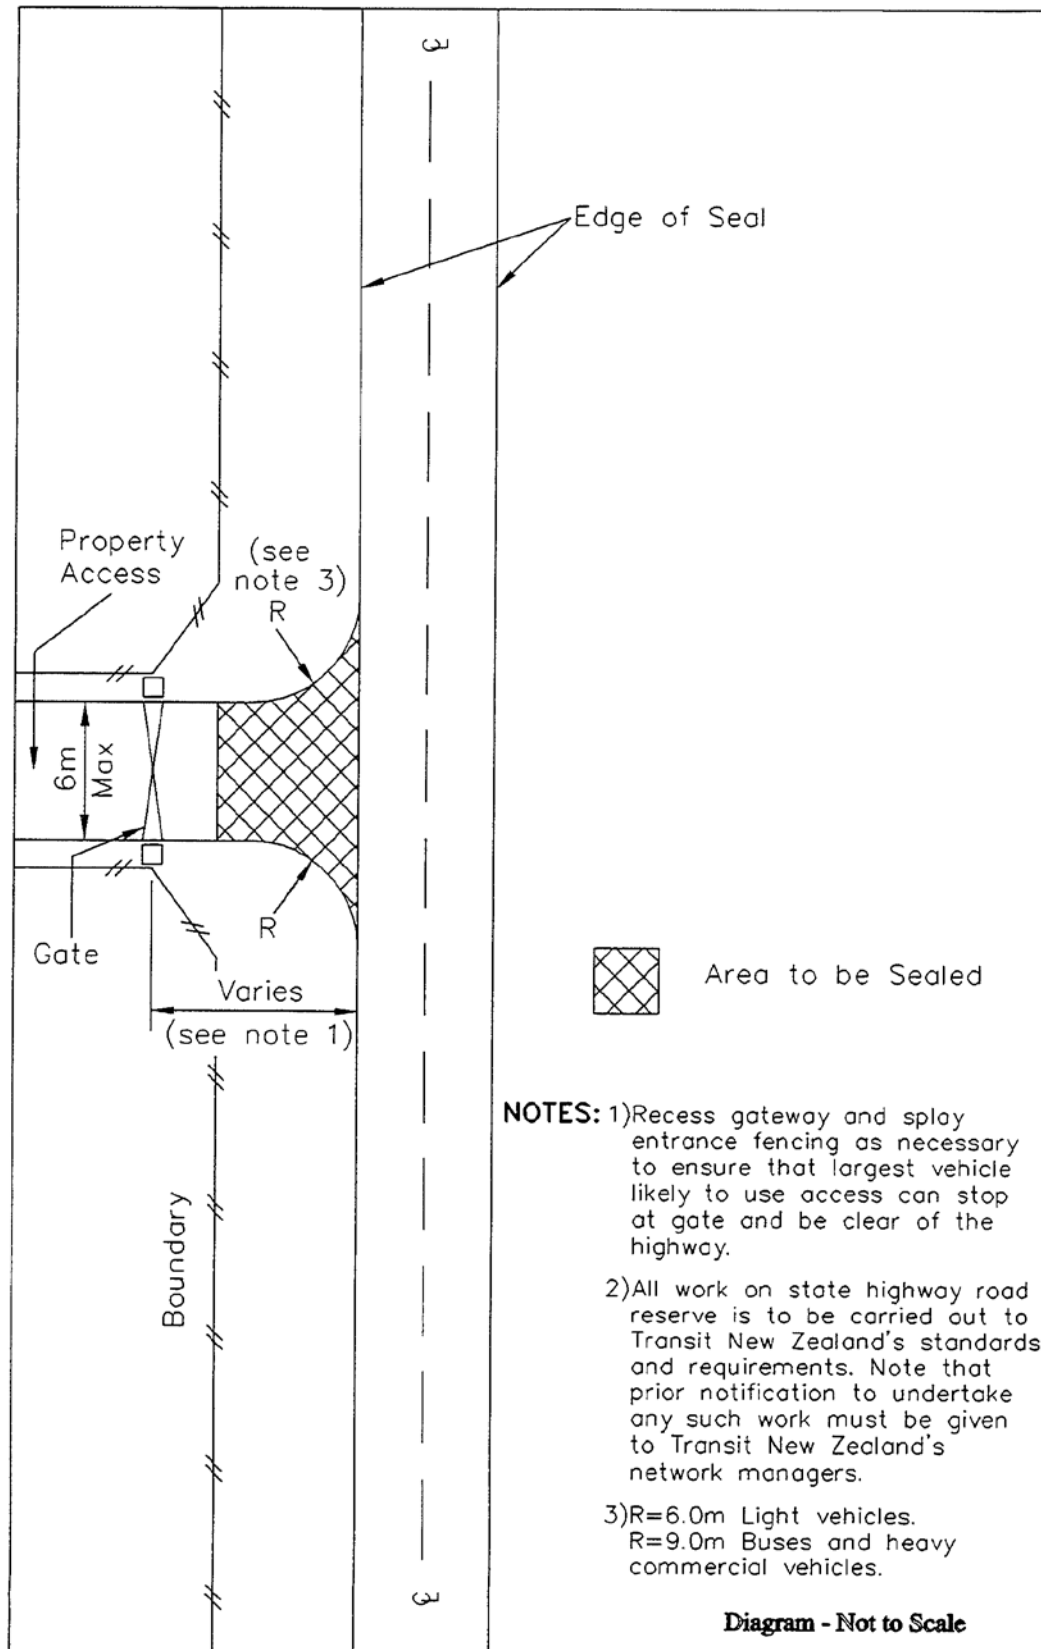 Edge of Seal
Property
Access
(see
note 3)
R
6m
Max
Gate
R
Varies
(see note 1)
Area to be Sealed
Boundary
NOTES: 1)Recess gateway and splay
entrance fencing as necessary
to ensure that largest vehicle
likely to use access can stop
at gate and be clear of the
highway.
2)All work on state highway road
reserve is to be carried out to
Transit New Zealand's standards
and requirements. Note that
prior notification to undertake
any such work must be given
to Transit New Zealand's
network managers.
3)R=6.0m Light vehicles.
R=9.0m Buses and heavy
commercial vehicles.
Diagram - Not to Scale